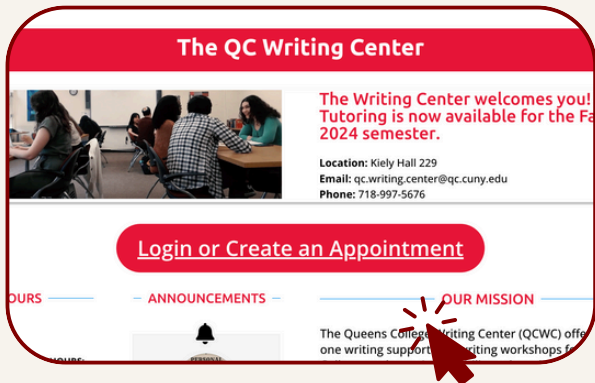 The QC Writing Center
The Writing Center welcomes you!
Tutoring is now available for the Fa
2024 semester.
Location: Kiely Hall 229
Email: qc.writing.center@qc.cuny.edu
Phone: 718-997-5676
Login or Create an Appointment
OURS
ANNOUNCEMENTS
OUR MISSION
The Queens College Writing Center (QCWC) offe
one writing support writing workshops f
HOURS:
PERSONAL